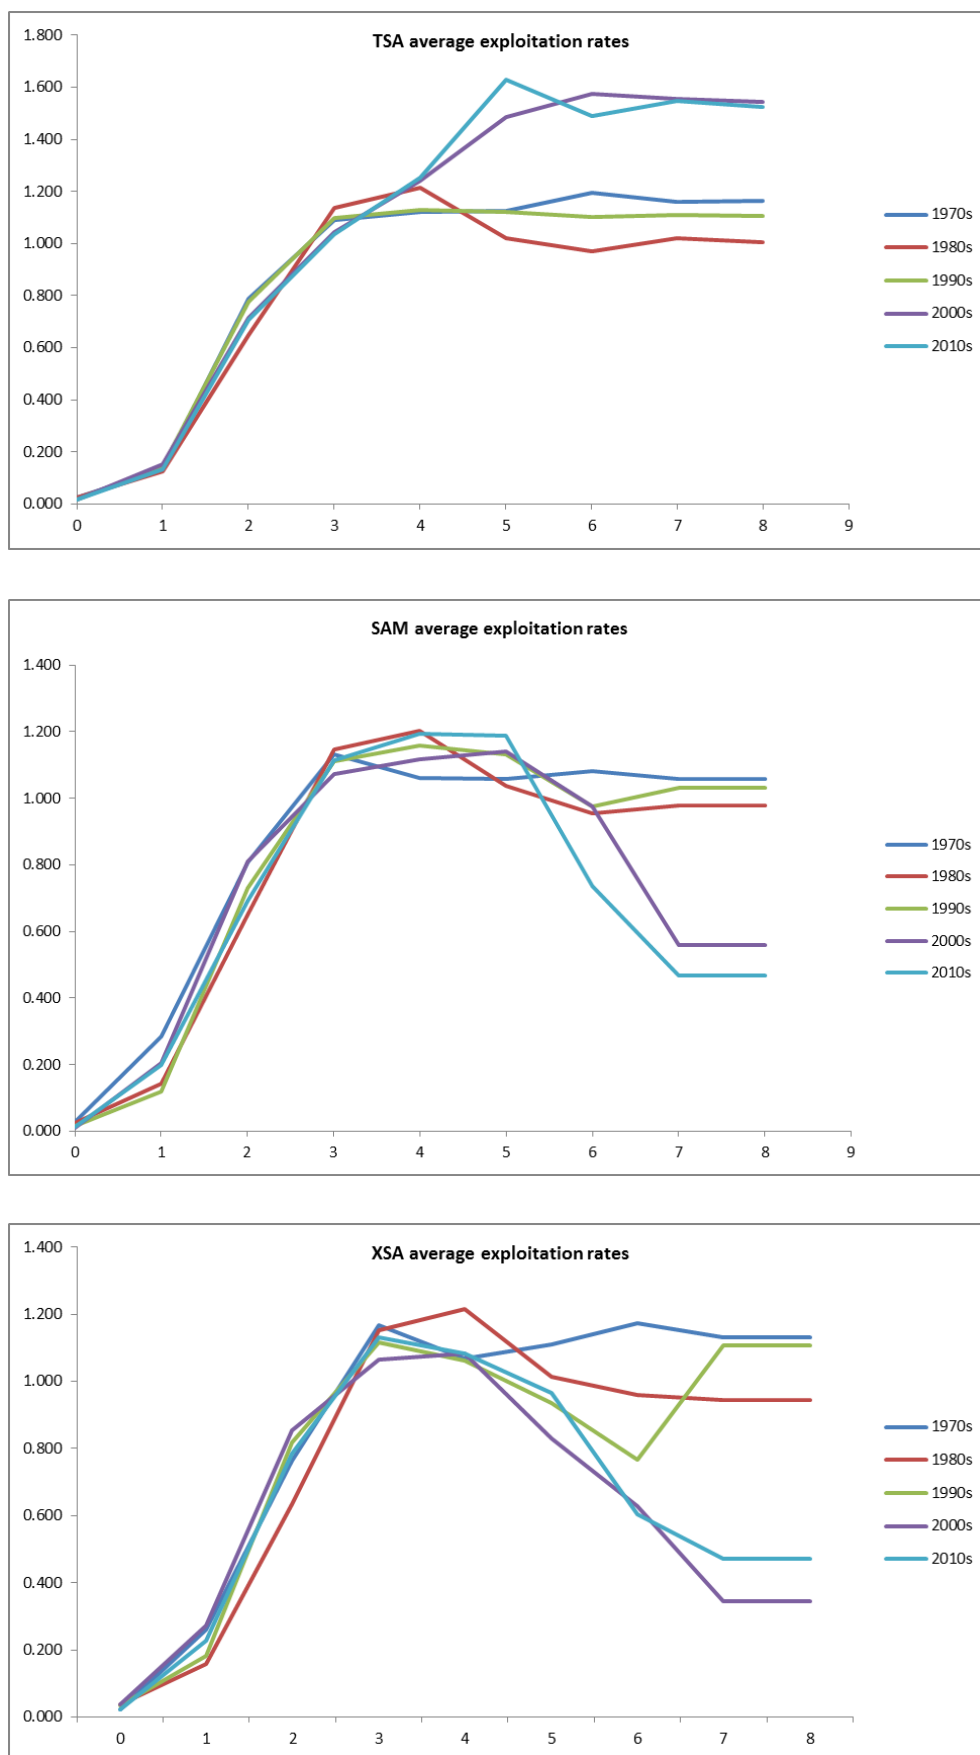 TSA average exploitation rates
1.800
1.600
1.400
1.200
1.000
0.800
0.600
0.400
0.200
0.000
0 1 2 3 4 5 6 7 8 9
1970s
1980s
1990s
2000s
2010s
SAM average exploitation rates
1.400
1.200
1.000
0.800
0.600
0.400
0.200
0.000
0 1 2 3 4 5 6 7 8 9
1970s
1980s
1990s
2000s
2010s
XSA average exploitation rates
1.400
1.200
1.000
0.800
0.600
0.400
0.200
0.000
0 1 2 3 4 5 6 7 8
1970s
1980s
1990s
2000s
2010s